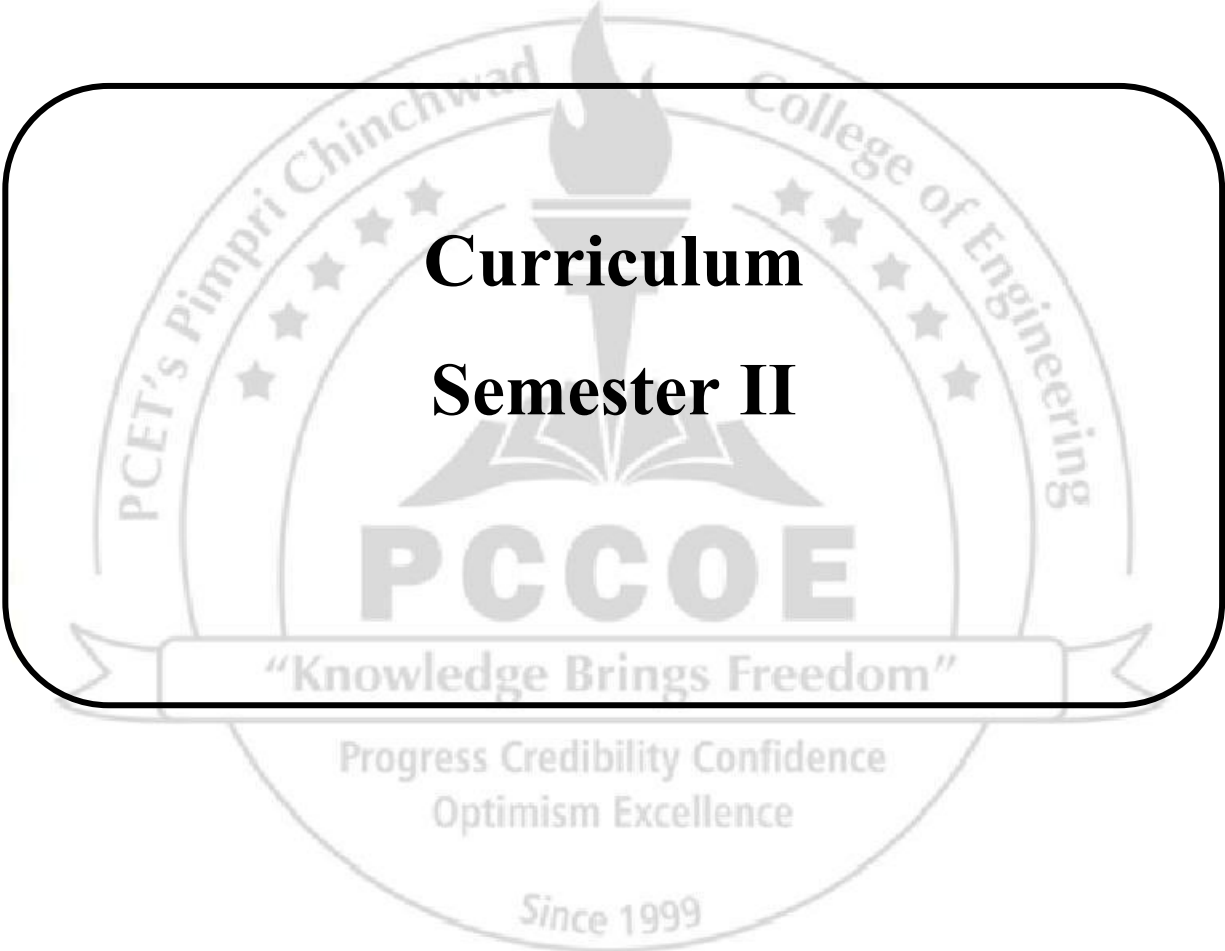 PCET's Pimpri Chinchwad College of Engineering
Curriculum
Semester II
PCCOE
“Knowledge Brings Freedom”
Progress Credibility Confidence
Optimism Excellence
Since 1999